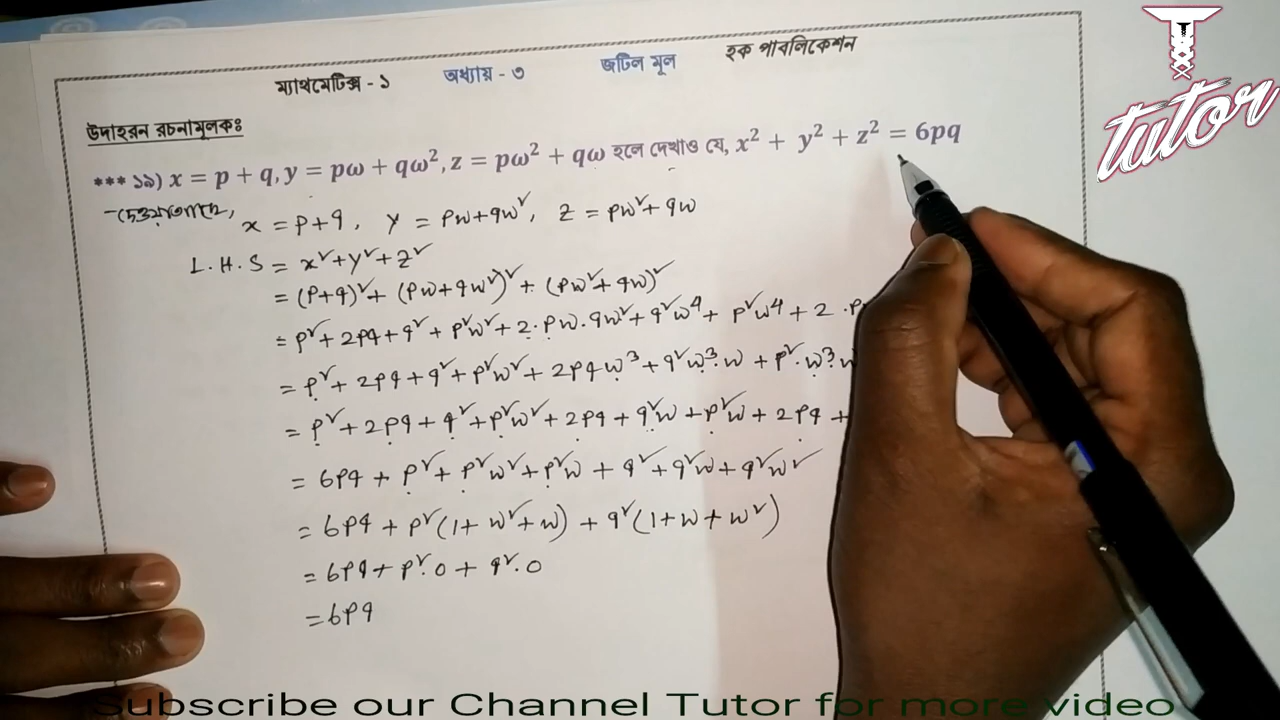 ম্যাথমেটিক্স - ১ অধ্যায় - ৩ জটিল মূল হক পাবলিকেশন
T
tutor
উদাহরন রচনামূলকঃ
*** ১৯) x = p + q, y = pω + qω², z = pω² + qω হলে দেখাও যে, x² + y² + z² = 6pq
x = p+q, y = pω+qω², z = pω²+qω
L.H.S = x²+y²+z²
= (p+q)²+ (pω+qω²)² + (pω²+qω)²
= p²+2pq+q²+p²ω²+2.pω.qω²+q²ω⁴+ p²ω⁴+2.p
= p²+2pq+q²+p²ω²+2pqω³+q²ω³.ω+p².ω³.ω
= p²+2pq+q²+p²ω²+2pq+q²ω+p²ω+2pq+
= 6pq+p²+p²ω²+p²ω+q²+q²ω+q²ω²
= 6pq+p²(1+ω²+ω)+q²(1+ω+ω²)
= 6pq+p².0+q².0
= 6pq
Subscribe our Channel Tutor for more video